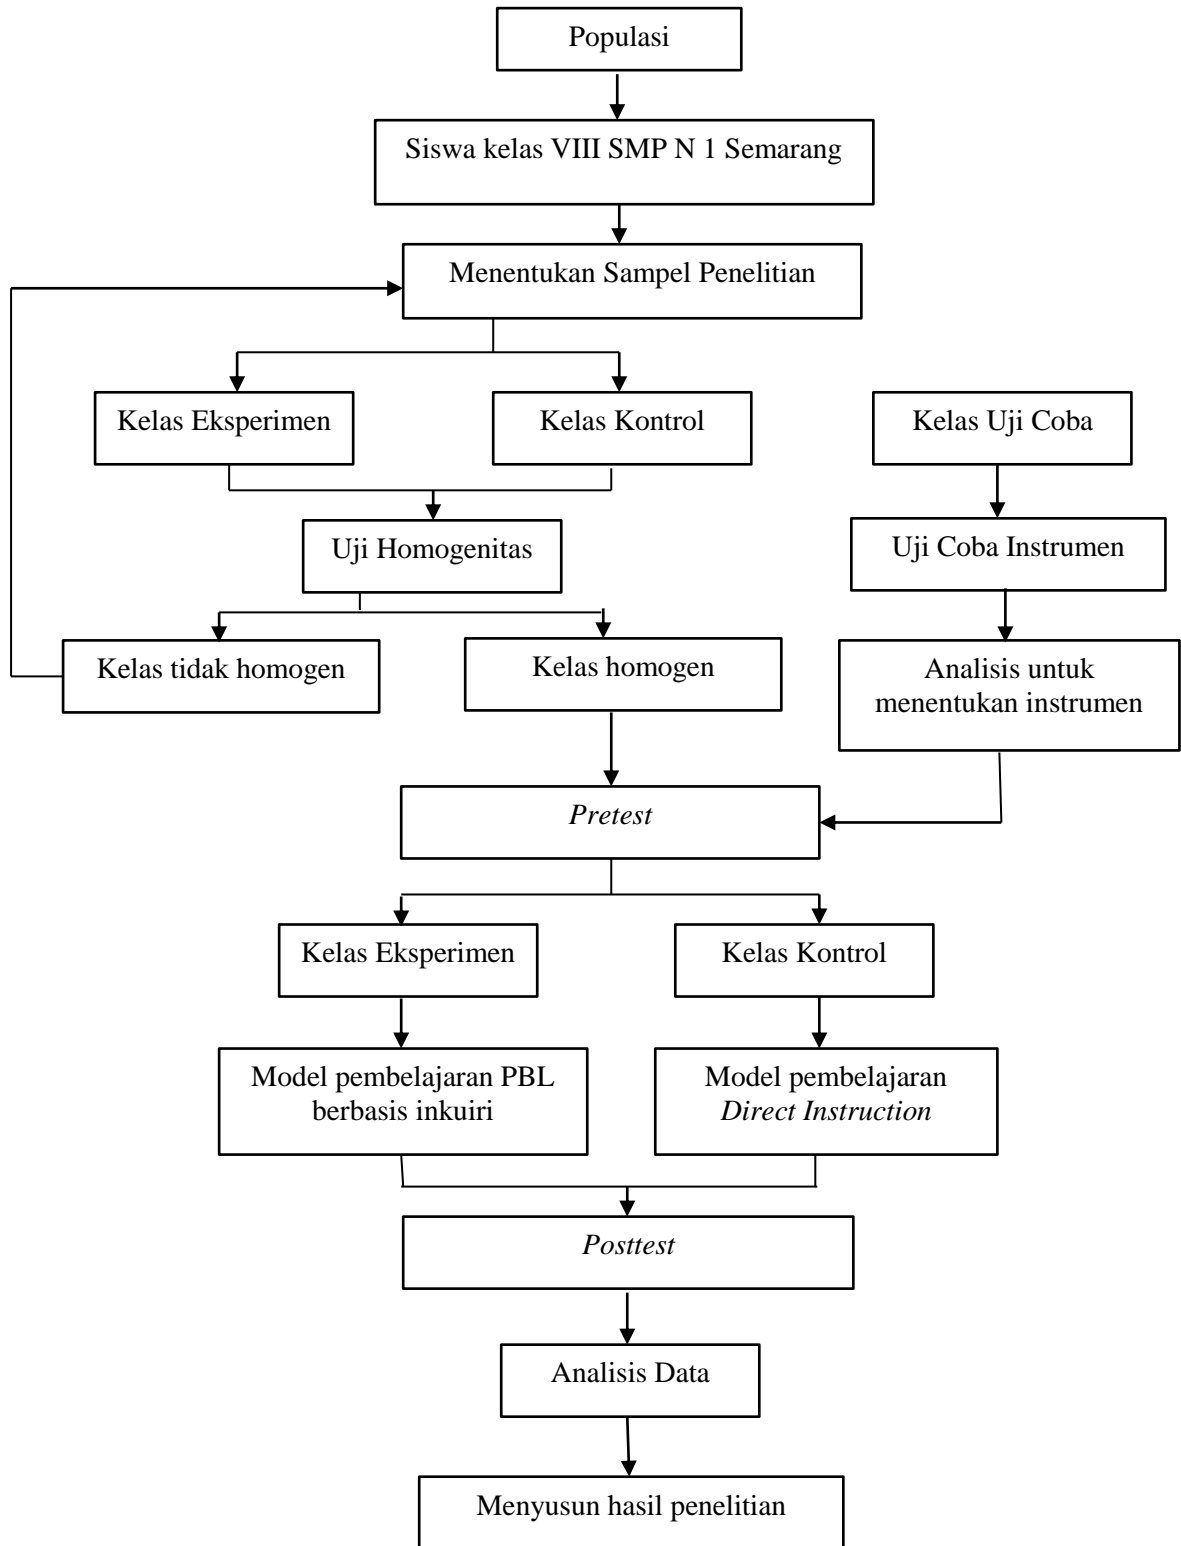 Populasi
Siswa kelas VIII SMP N 1 Semarang
Menentukan Sampel Penelitian
Kelas Eksperimen
Kelas Kontrol
Kelas Uji Coba
Uji Homogenitas
Uji Coba Instrumen
Kelas tidak homogen
Kelas homogen
Analisis untuk
menentukan instrumen
Pretest
Kelas Eksperimen
Kelas Kontrol
Model pembelajaran PBL
berbasis inkuiri
Model pembelajaran
Direct Instruction
Posttest
Analisis Data
Menyusun hasil penelitian